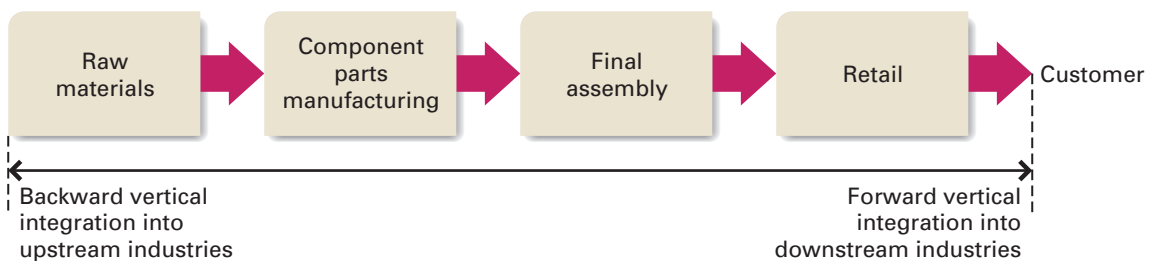 Raw
materials
Component
parts
manufacturing
Final
assembly
Retail
Customer
Backward vertical
integration into
upstream industries
Forward vertical
integration into
downstream industries